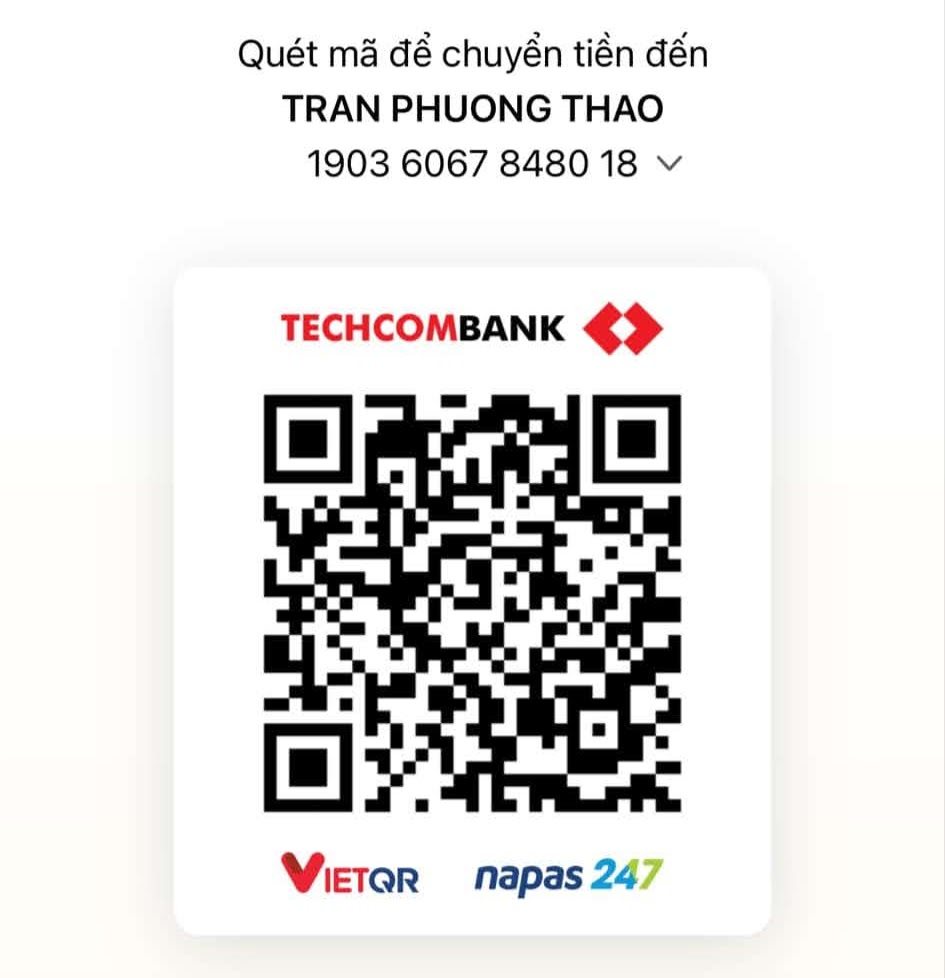 Quét mã để chuyển tiền đến
TRAN PHUONG THAO
1903 6067 8480 18
TECHCOMBANK
VIETQR
napas 247